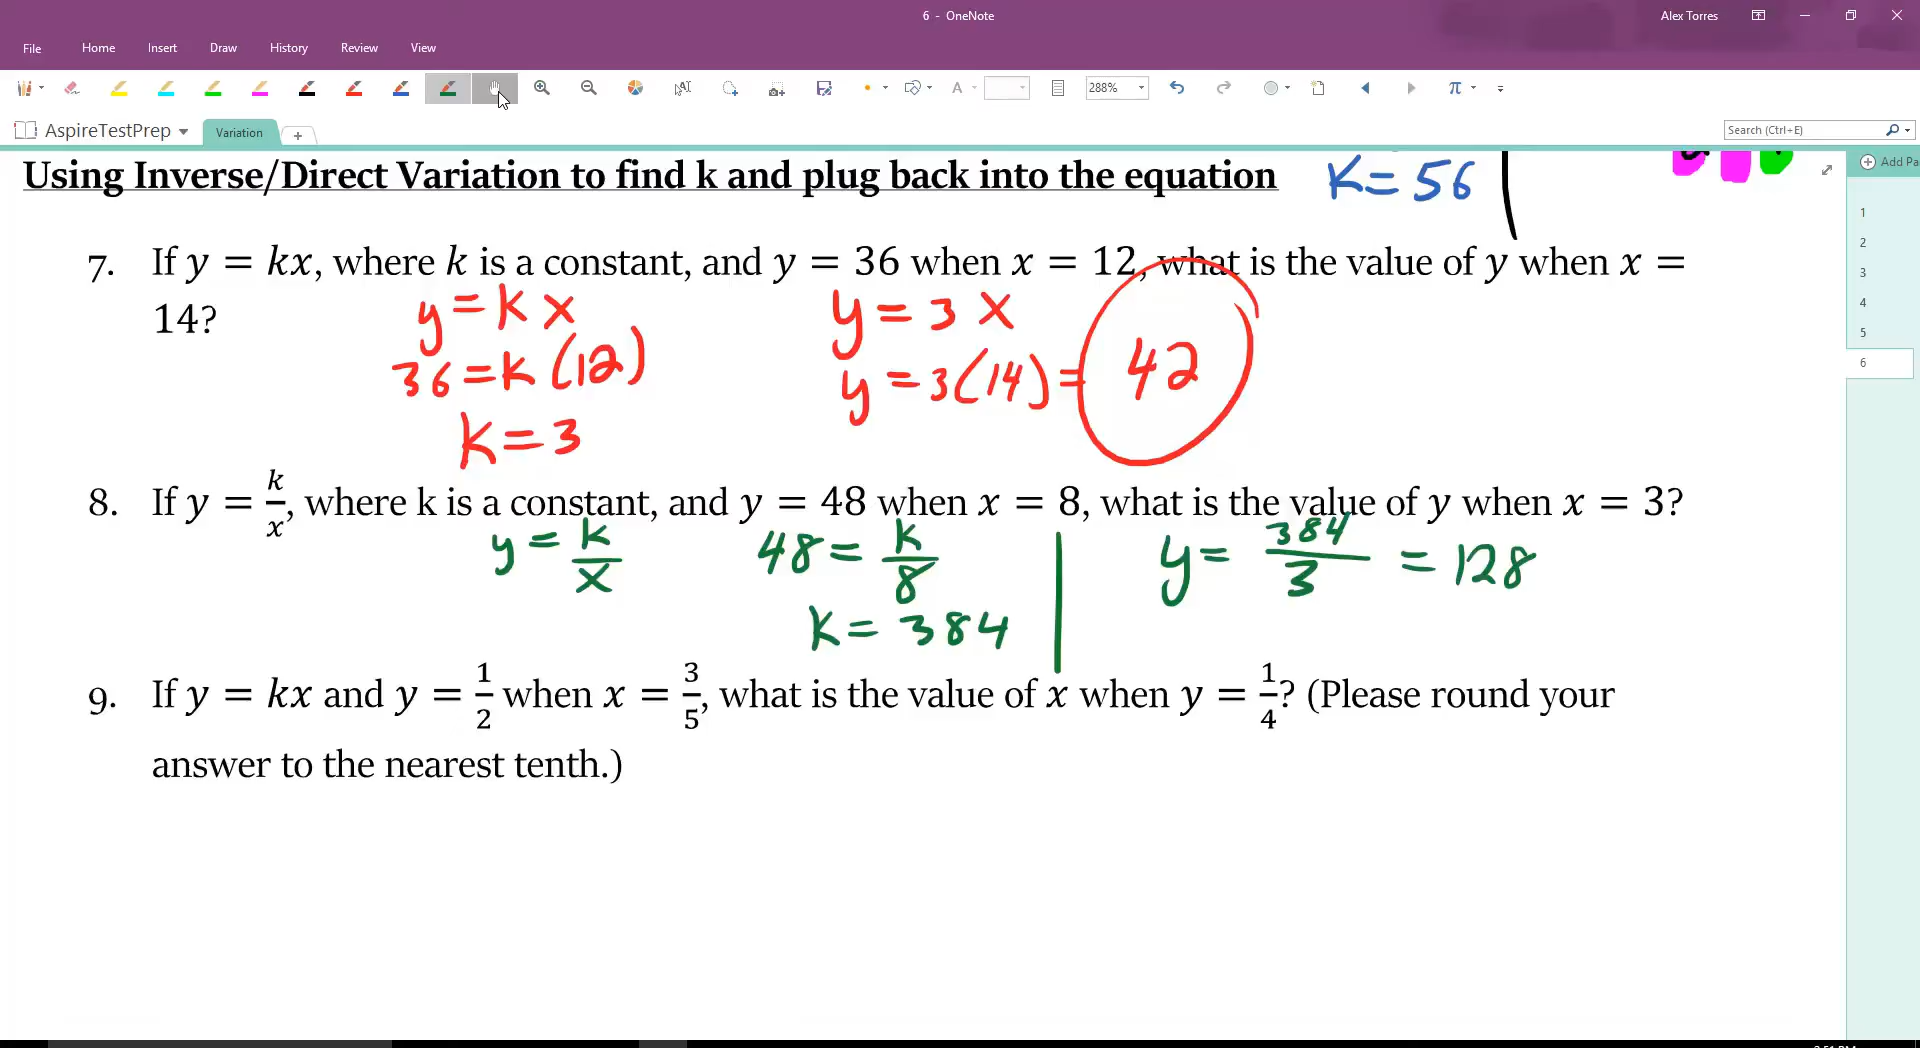 6 - OneNote
Alex Torres
File Home Insert Draw History Review View
288%
AspireTestPrep
Variation
Search (Ctrl+E)
Add Pa
1
2
3
4
5
6
Using Inverse/Direct Variation to find k and plug back into the equation
K = 56
7. If y = kx, where k is a constant, and y = 36 when x = 12, what is the value of y when x =
14?
y = k x
36 = k (12)
k = 3
y = 3 x
y = 3(14) = 42
8. If y = k/x, where k is a constant, and y = 48 when x = 8, what is the value of y when x = 3?
y = k/x
48 = k/8
k = 384
y = 384/3 = 128
9. If y = kx and y = 1/2 when x = 3/5, what is the value of x when y = 1/4? (Please round your
answer to the nearest tenth.)